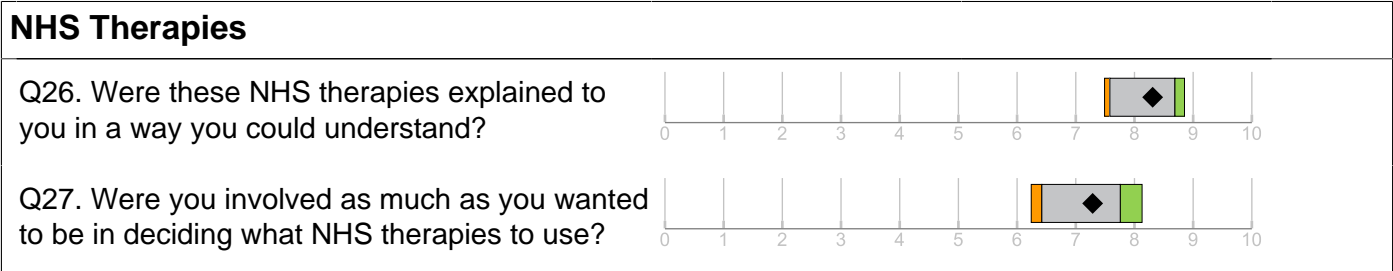 NHS Therapies
Q26. Were these NHS therapies explained to
you in a way you could understand?
0 1 2 3 4 5 6 7 8 9 10
Q27. Were you involved as much as you wanted
to be in deciding what NHS therapies to use?
0 1 2 3 4 5 6 7 8 9 10